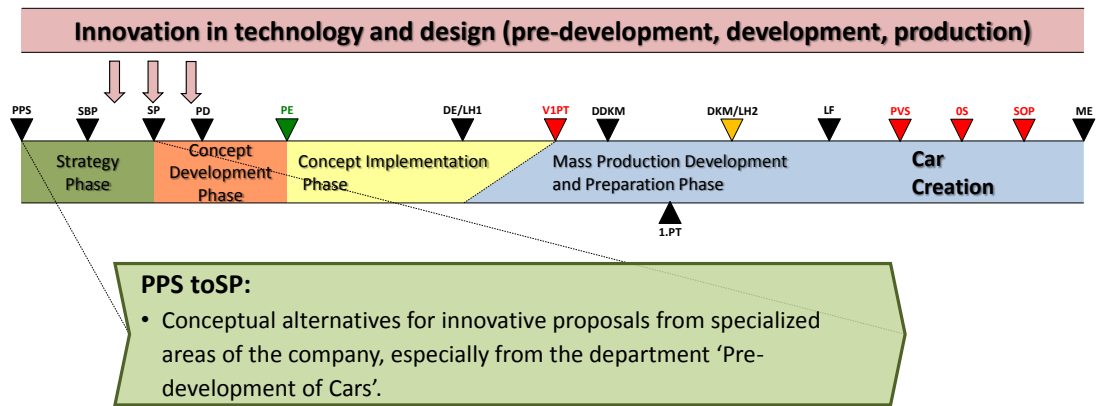 Innovation in technology and design (pre-development, development, production)
PPS SBP SP PD PE DE/LH1 V1PT DDKM DKM/LH2 LF PVS 0S SOP ME
Strategy
Phase
Concept
Development
Phase
Concept Implementation
Phase
Mass Production Development
and Preparation Phase
Car
Creation
1.PT
PPS toSP:
• Conceptual alternatives for innovative proposals from specialized
areas of the company, especially from the department ‘Pre-
development of Cars’.